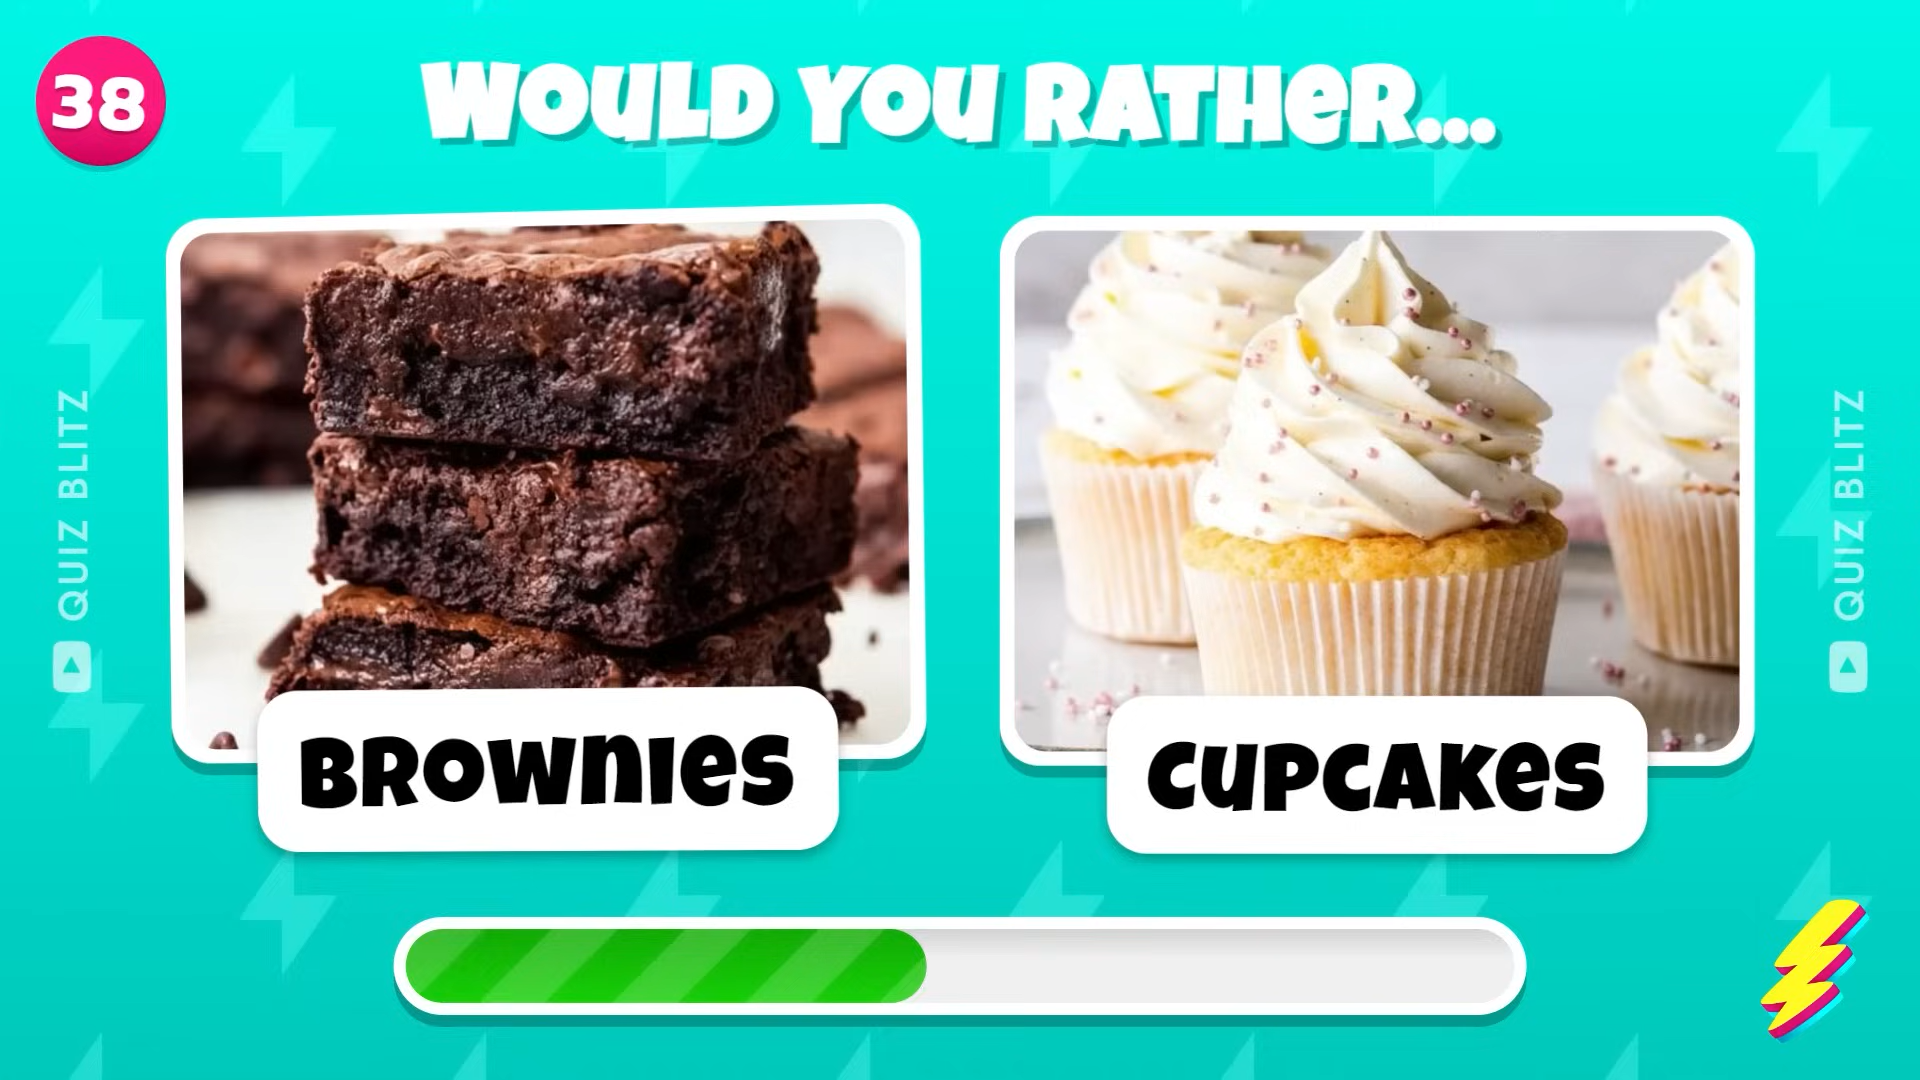 38
WOULD YOU RATHER...
BROWNIES
CUPCAKES
QUIZ BLITZ
QUIZ BLITZ